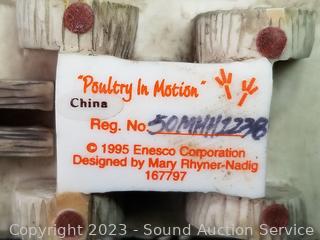 "Poultry In Motion"
China
Reg. No. 50MHH1238
© 1995 Enesco Corporation
Designed by Mary Rhyner-Nadig
167797
Copyright 2023 - Sound Auction Service